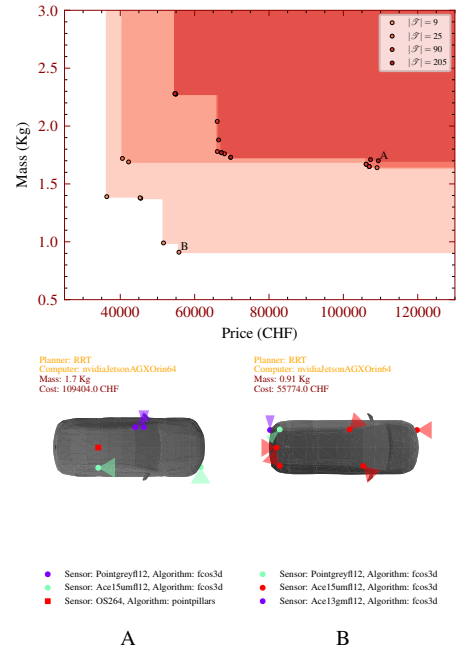 3.0
2.5
2.0
1.5
1.0
0.5
Mass (Kg)
|𝒯| = 9
|𝒯| = 25
|𝒯| = 90
|𝒯| = 205
A
B
40000 60000 80000 100000 120000
Price (CHF)
Planner: RRT
Computer: nvidiaJetsonAGXOrin64
Mass: 1.7 Kg
Cost: 109404.0 CHF
Planner: RRT
Computer: nvidiaJetsonAGXOrin64
Mass: 0.91 Kg
Cost: 55774.0 CHF
Sensor: Pointgreyfl12, Algorithm: fcos3d
Sensor: Ace15umfl12, Algorithm: fcos3d
Sensor: OS264, Algorithm: pointpillars
Sensor: Pointgreyfl12, Algorithm: fcos3d
Sensor: Ace15umfl12, Algorithm: fcos3d
Sensor: Ace13gmfl12, Algorithm: fcos3d
A
B